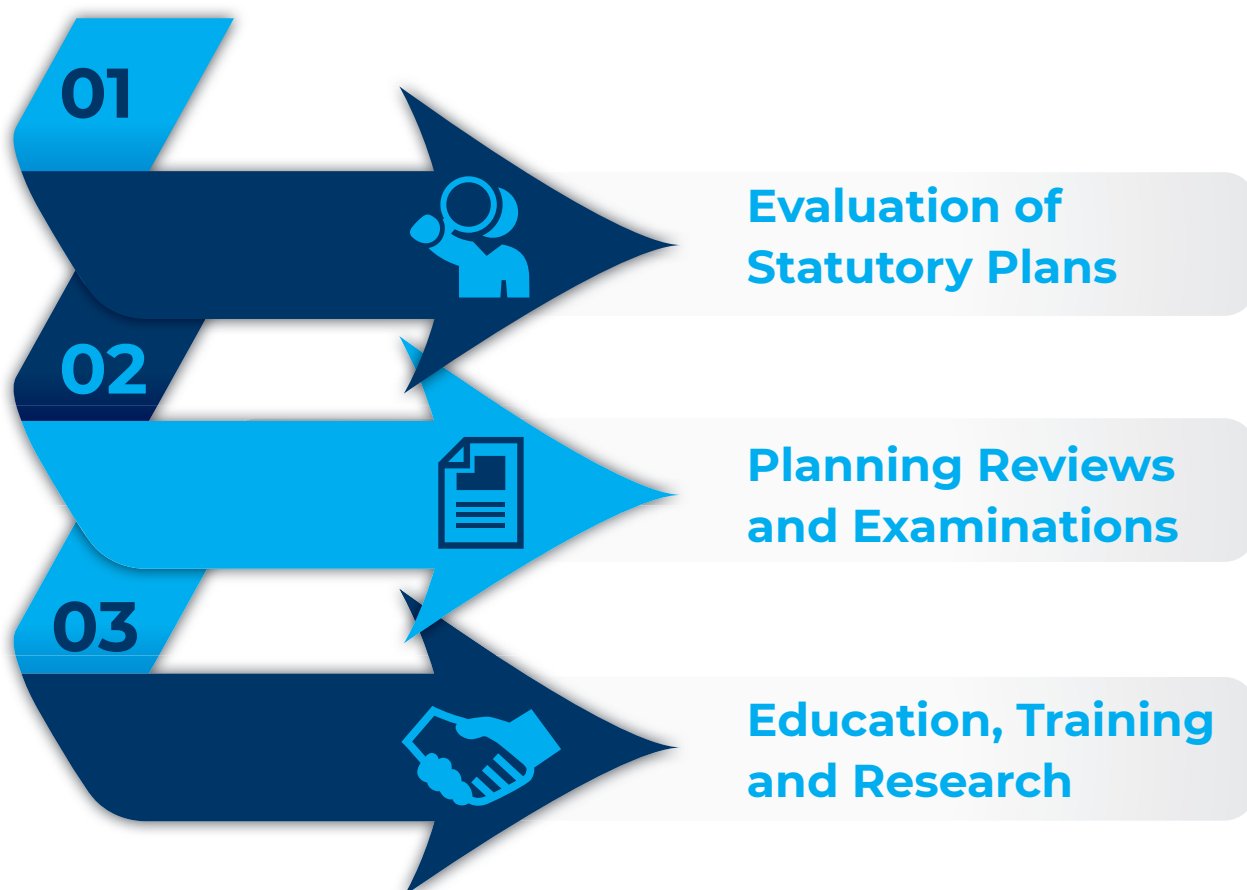 01
Evaluation of
Statutory Plans
02
Planning Reviews
and Examinations
03
Education, Training
and Research